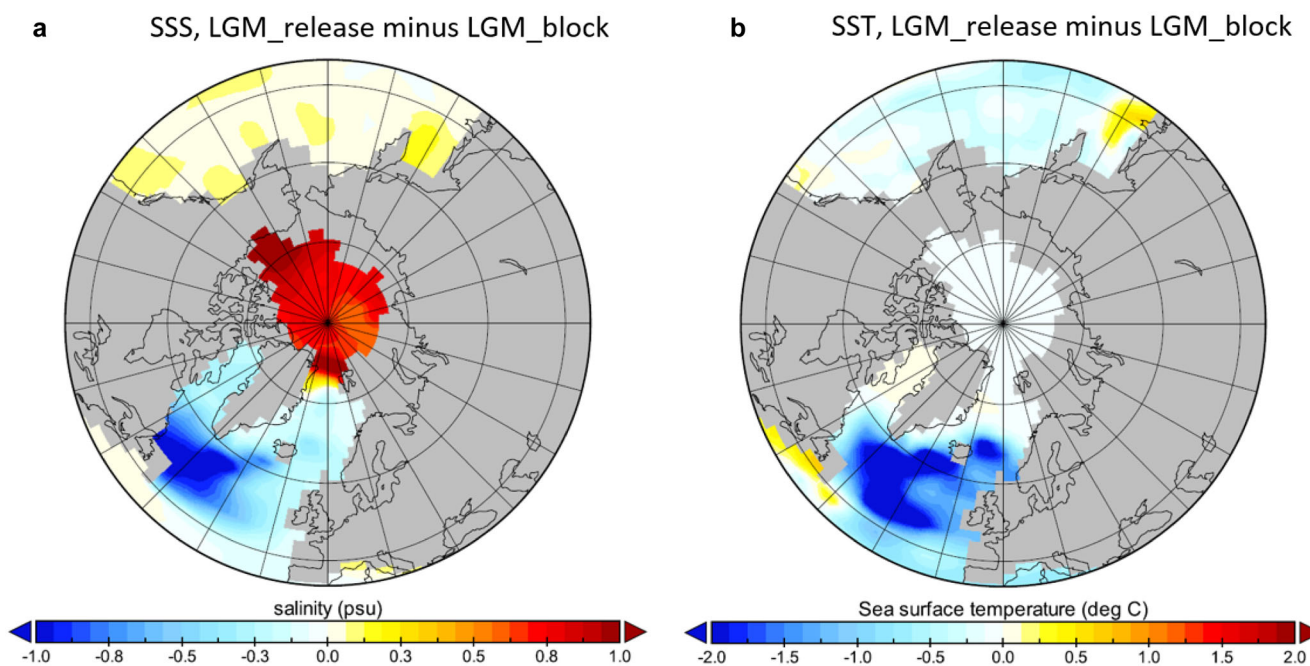 a SSS, LGM_release minus LGM_block
b SST, LGM_release minus LGM_block
salinity (psu)
-1.0 -0.8 -0.5 -0.3 0.0 0.3 0.5 0.8 1.0
Sea surface temperature (deg C)
-2.0 -1.5 -1.0 -0.5 0.0 0.5 1.0 1.5 2.0